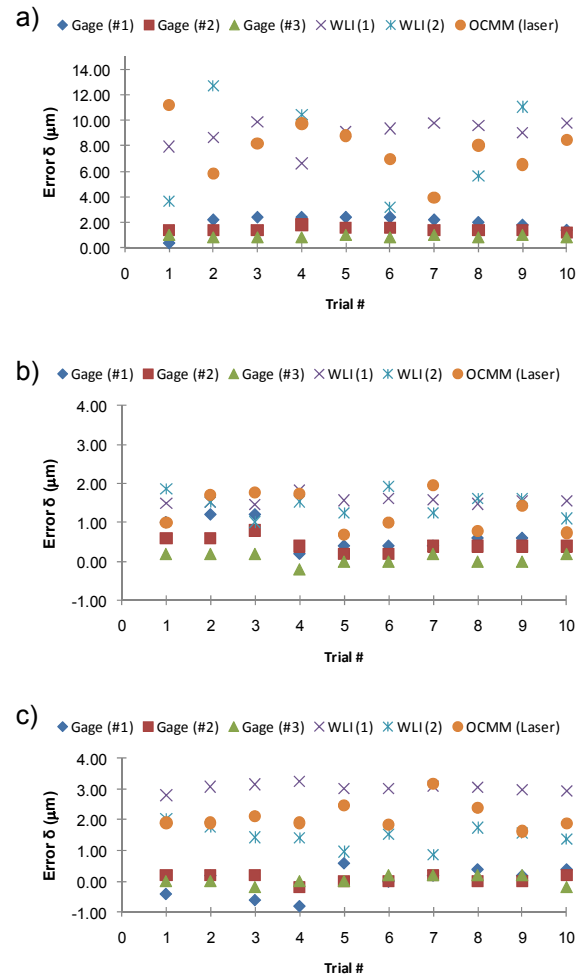 a)
Gage (#1) Gage (#2) Gage (#3) WLI (1) WLI (2) OCMM (laser)
14.00
12.00
10.00
8.00
6.00
4.00
2.00
0.00
Error δ (μm)
0 1 2 3 4 5 6 7 8 9 10
Trial #
b)
Gage (#1) Gage (#2) Gage (#3) WLI (1) WLI (2) OCMM (Laser)
4.00
3.00
2.00
1.00
0.00
-1.00
Error δ (μm)
0 1 2 3 4 5 6 7 8 9 10
Trial #
c)
Gage (#1) Gage (#2) Gage (#3) WLI (1) WLI (2) OCMM (Laser)
4.00
3.00
2.00
1.00
0.00
-1.00
Error δ (μm)
0 1 2 3 4 5 6 7 8 9 10
Trial #